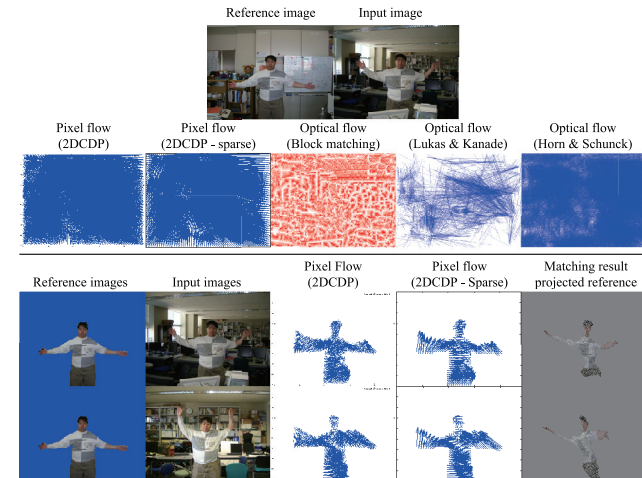 Reference image Input image
Pixel flow Pixel flow Optical flow Optical flow Optical flow
(2DCDP) (2DCDP - sparse) (Block matching) (Lukas & Kanade) (Horn & Schunck)
Pixel Flow Pixel flow Matching result
Reference images Input images (2DCDP) (2DCDP - Sparse) projected reference